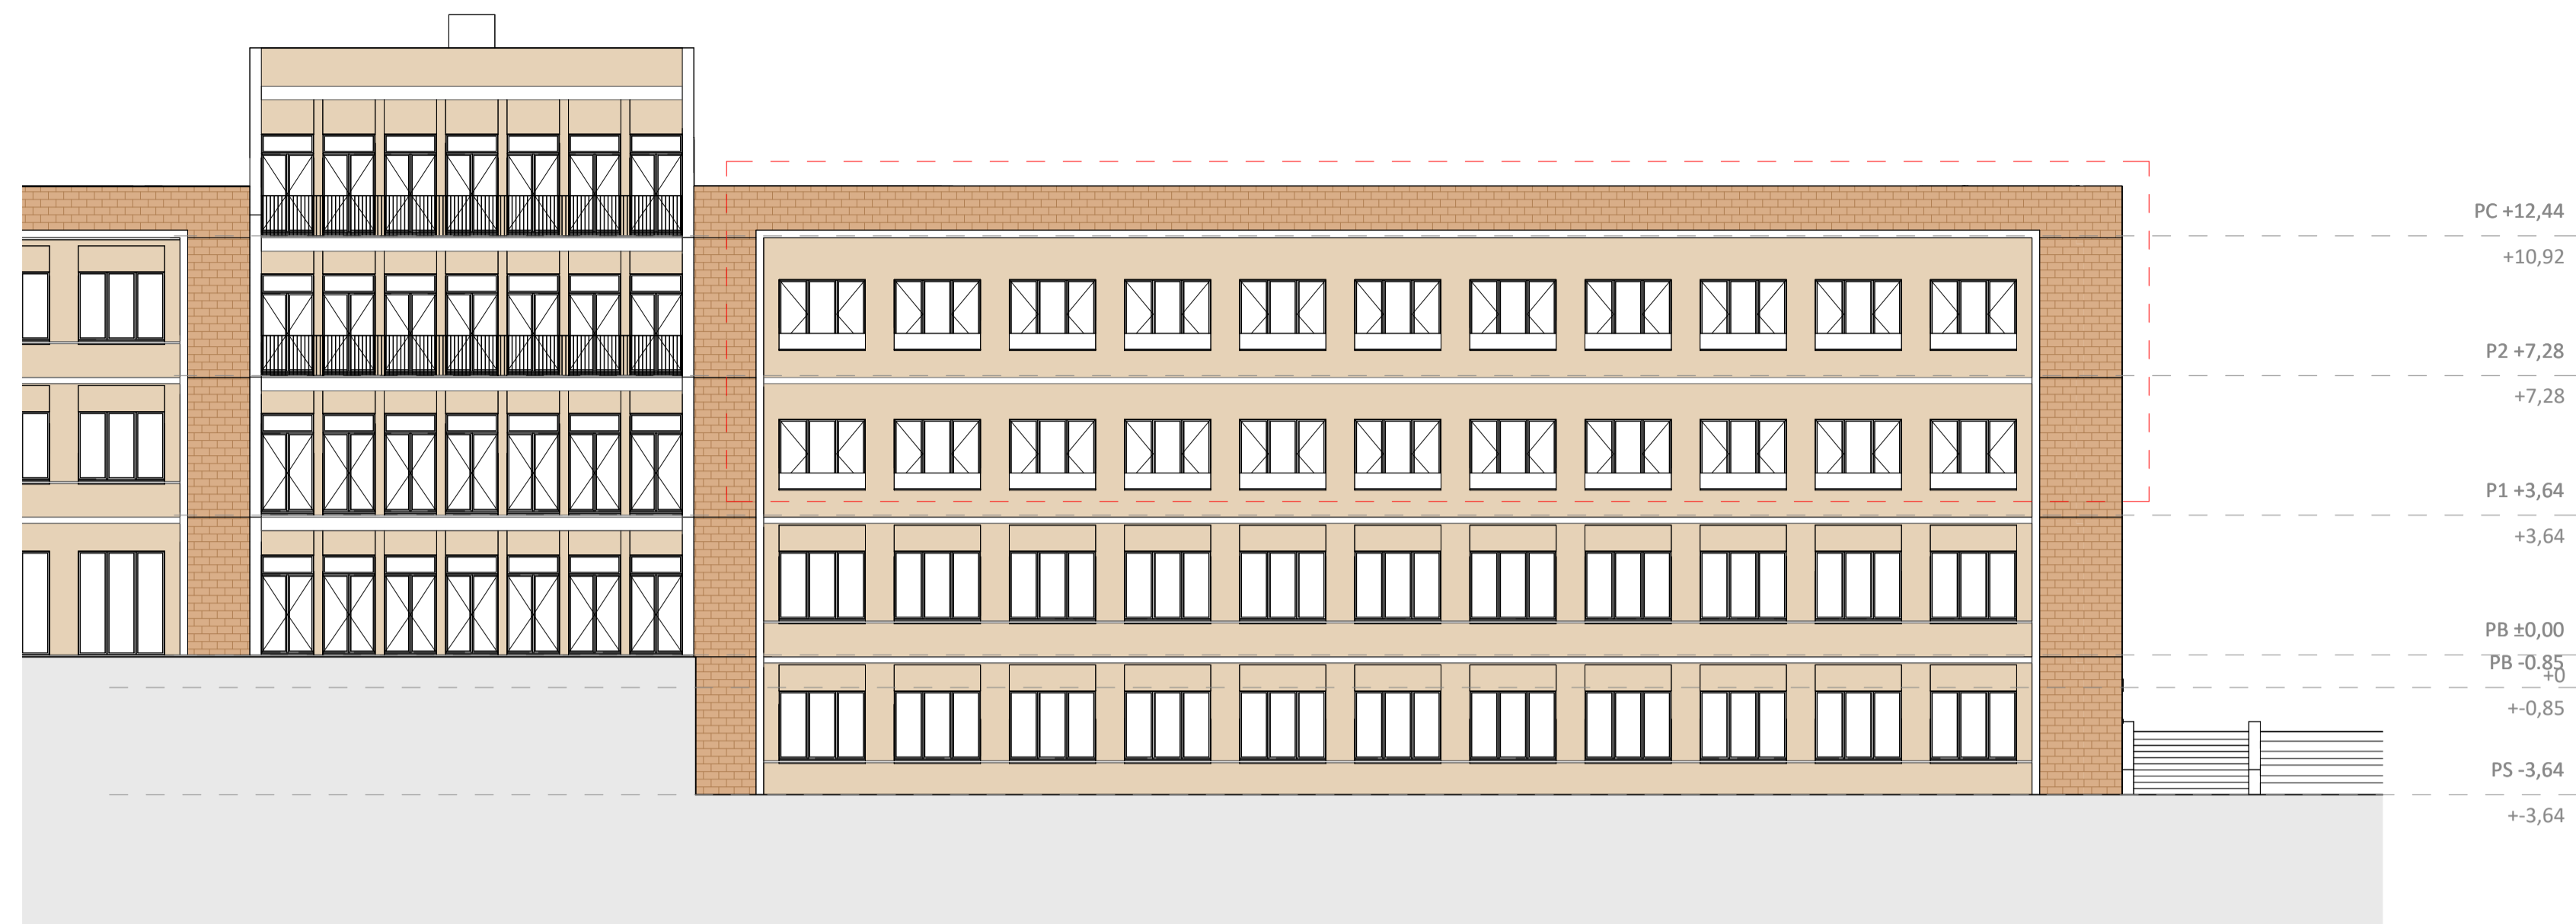 PC +12,44
+10,92
P2 +7,28
+7,28
P1 +3,64
+3,64
PB ±0,00
PB -0.85
+0
+-0,85
PS -3,64
+-3,64